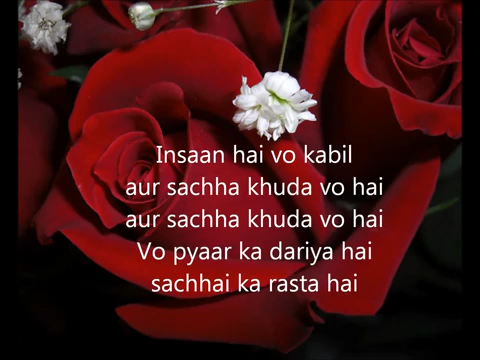 Insaan hai vo kabil
aur sachha khuda vo hai
aur sachha khuda vo hai
Vo pyaar ka dariya hai
sachhai ka rasta hai